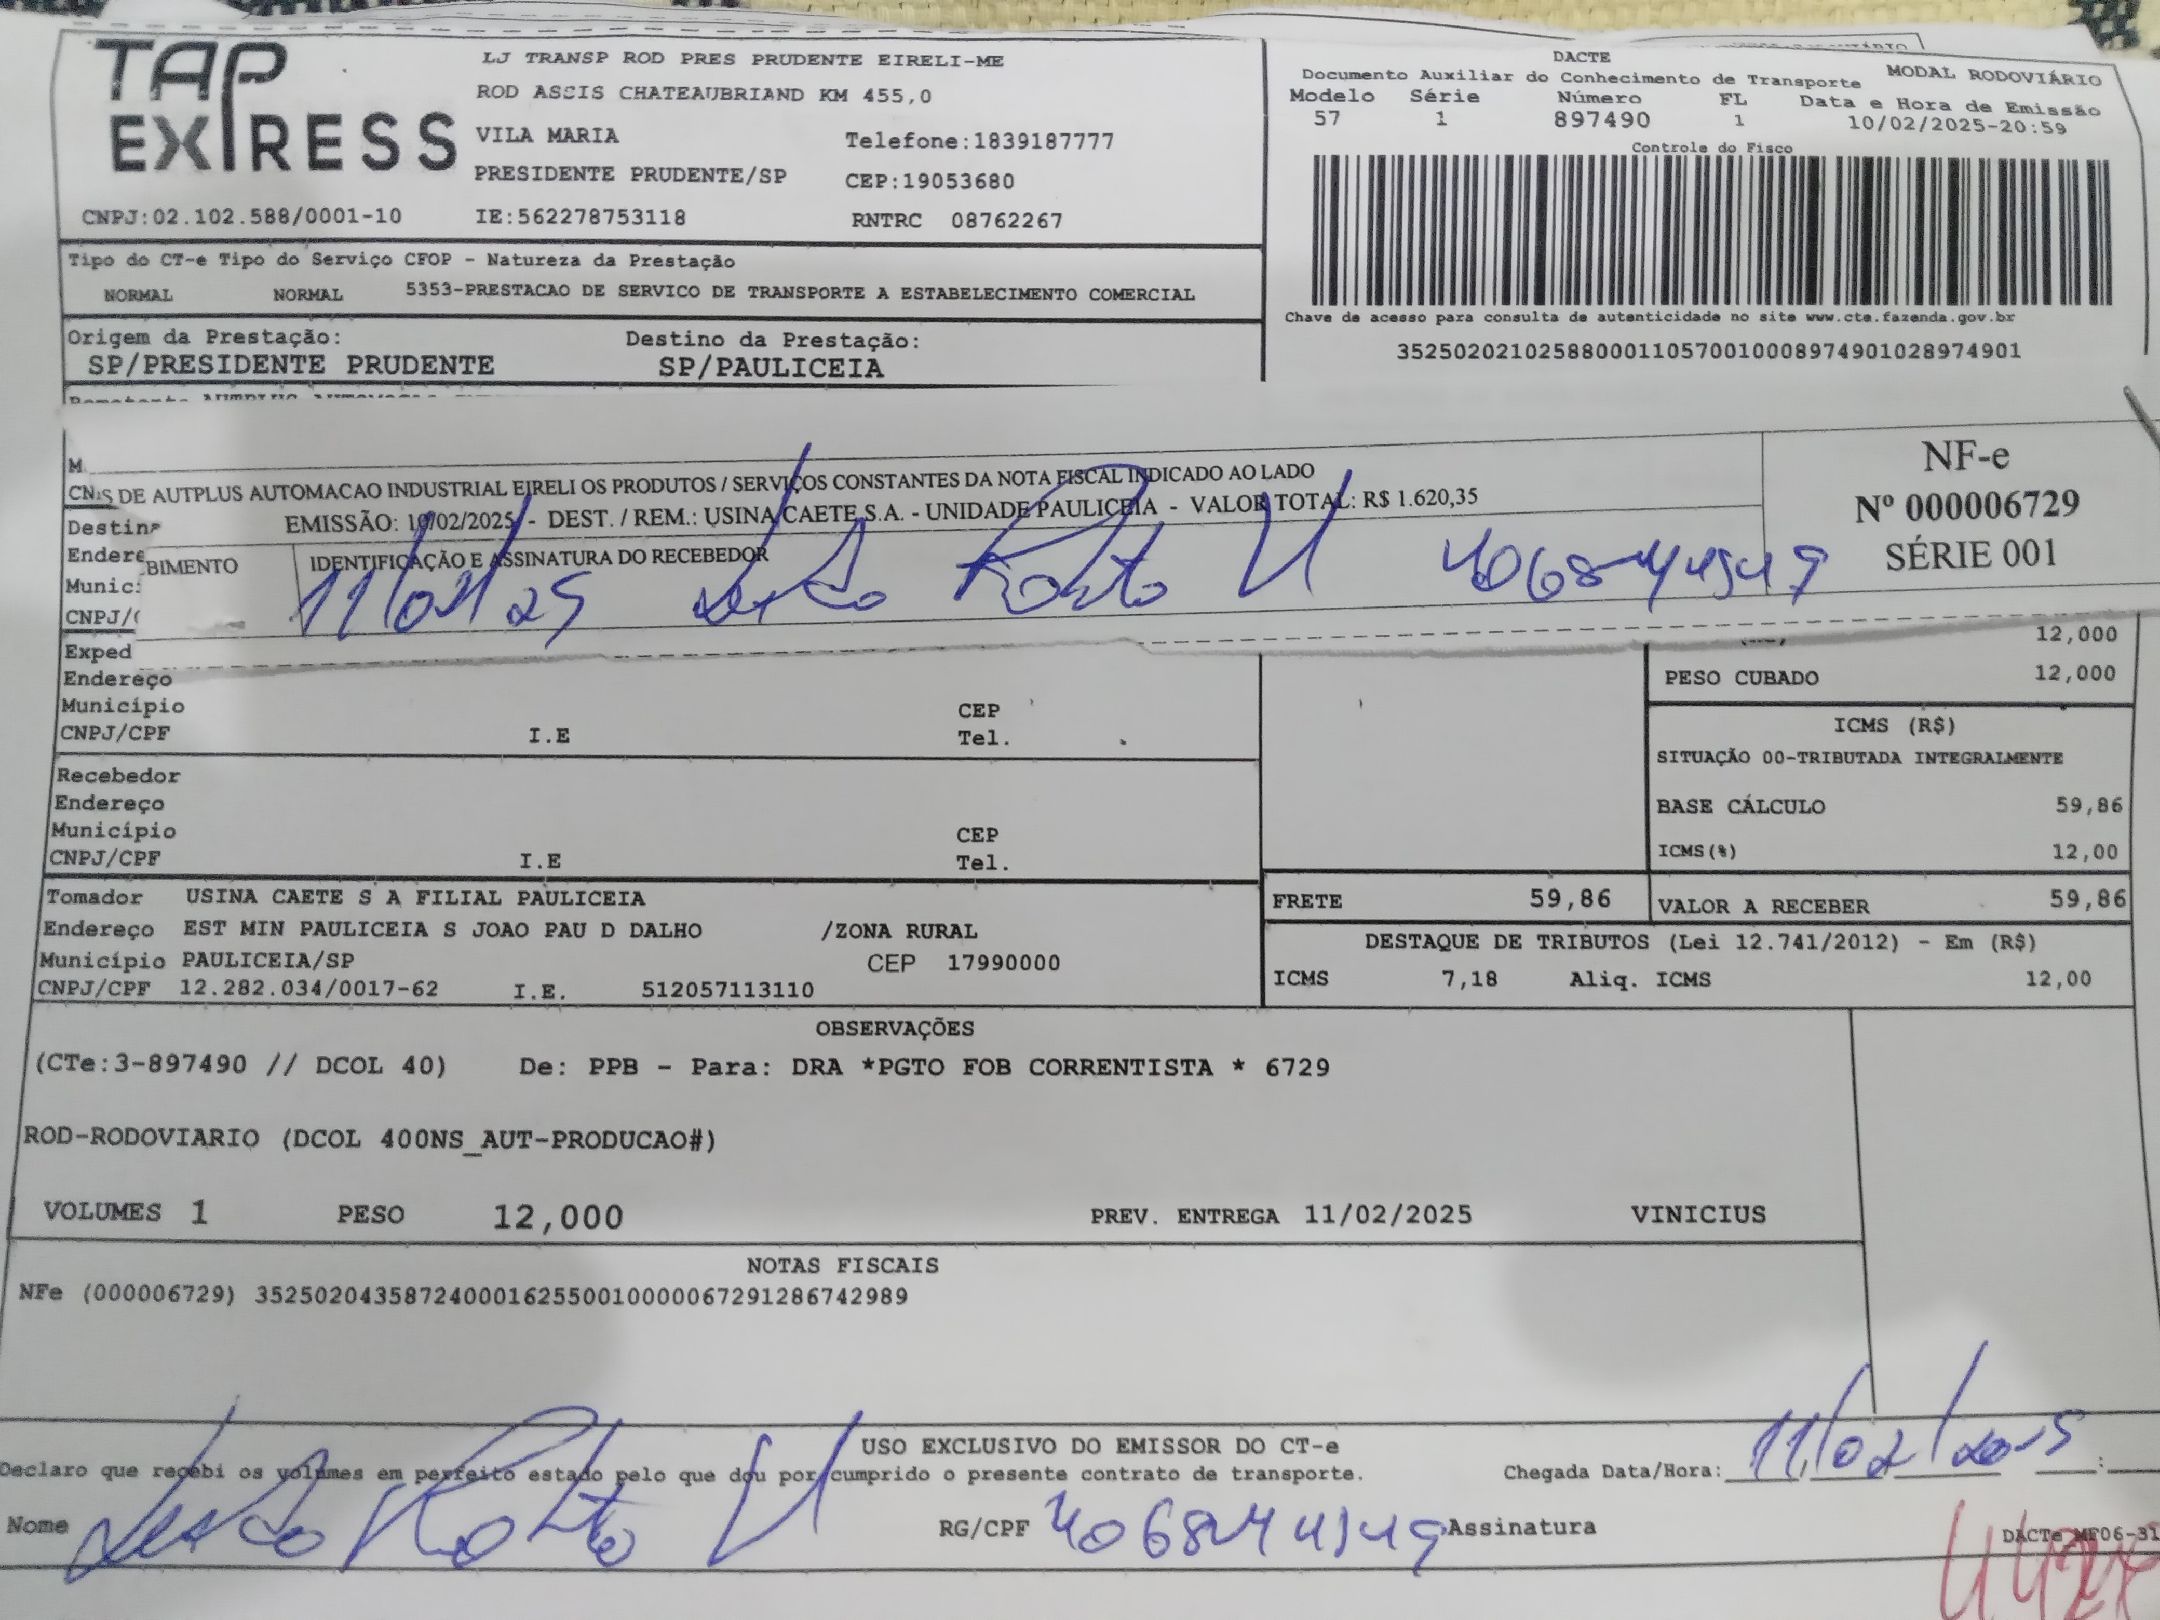 TAP EXPRESS
LJ TRANSP ROD PRES PRUDENTE EIRELI-ME
ROD ASSIS CHATEAUBRIAND KM 455,0
VILA MARIA Telefone:1839187777
PRESIDENTE PRUDENTE/SP CEP:19053680
CNPJ:02.102.588/0001-10 IE:562278753118 RNTRC 08762267
DACTE
Documento Auxiliar do Conhecimento de Transporte MODAL RODOVIÁRIO
Modelo Série Número FL Data e Hora de Emissão
57 1 897490 1 10/02/2025-20:59
Controle do Fisco
Chave de acesso para consulta de autenticidade no site www.cte.fazenda.gov.br
35250202102588000110570010008974901028974901
Tipo do CT-e Tipo do Serviço CFOP - Natureza da Prestação
NORMAL NORMAL 5353-PRESTACAO DE SERVICO DE TRANSPORTE A ESTABELECIMENTO COMERCIAL
Origem da Prestação: Destino da Prestação:
SP/PRESIDENTE PRUDENTE SP/PAULICEIA
S DE AUTPLUS AUTOMACAO INDUSTRIAL EIRELI OS PRODUTOS / SERVIÇOS CONSTANTES DA NOTA FISCAL INDICADO AO LADO
EMISSÃO: 10/02/2025 - DEST. / REM.: USINA CAETE S.A. - UNIDADE PAULICEIA - VALOR TOTAL: R$ 1.620,35
BIMENTO IDENTIFICAÇÃO E ASSINATURA DO RECEBEDOR
11/02/25
NF-e
Nº 000006729
SÉRIE 001
Destin
Endere
Munic
CNPJ/
Exped
Endereço
Município CEP
CNPJ/CPF I.E Tel.
12,000
PESO CUBADO 12,000
ICMS (R$)
SITUAÇÃO 00-TRIBUTADA INTEGRALMENTE
BASE CÁLCULO 59,86
ICMS(%) 12,00
Recebedor
Endereço
Município CEP
CNPJ/CPF I.E Tel.
Tomador USINA CAETE S A FILIAL PAULICEIA
Endereço EST MIN PAULICEIA S JOAO PAU D DALHO /ZONA RURAL
Município PAULICEIA/SP CEP 17990000
CNPJ/CPF 12.282.034/0017-62 I.E. 512057113110
FRETE 59,86 VALOR A RECEBER 59,86
DESTAQUE DE TRIBUTOS (Lei 12.741/2012) - Em (R$)
ICMS 7,18 Aliq. ICMS 12,00
OBSERVAÇÕES
(CTe:3-897490 // DCOL 40) De: PPB - Para: DRA *PGTO FOB CORRENTISTA * 6729
ROD-RODOVIARIO (DCOL 400NS_AUT-PRODUCAO#)
VOLUMES 1 PESO 12,000 PREV. ENTREGA 11/02/2025 VINICIUS
NOTAS FISCAIS
NFe (000006729) 35250204358724000162550010000067291286742989
USO EXCLUSIVO DO EMISSOR DO CT-e
Declaro que recebi os volumes em perfeito estado pelo que dou por cumprido o presente contrato de transporte. Chegada Data/Hora: 11/02/2025
Nome RG/CPF Assinatura
DACTe MF06-31